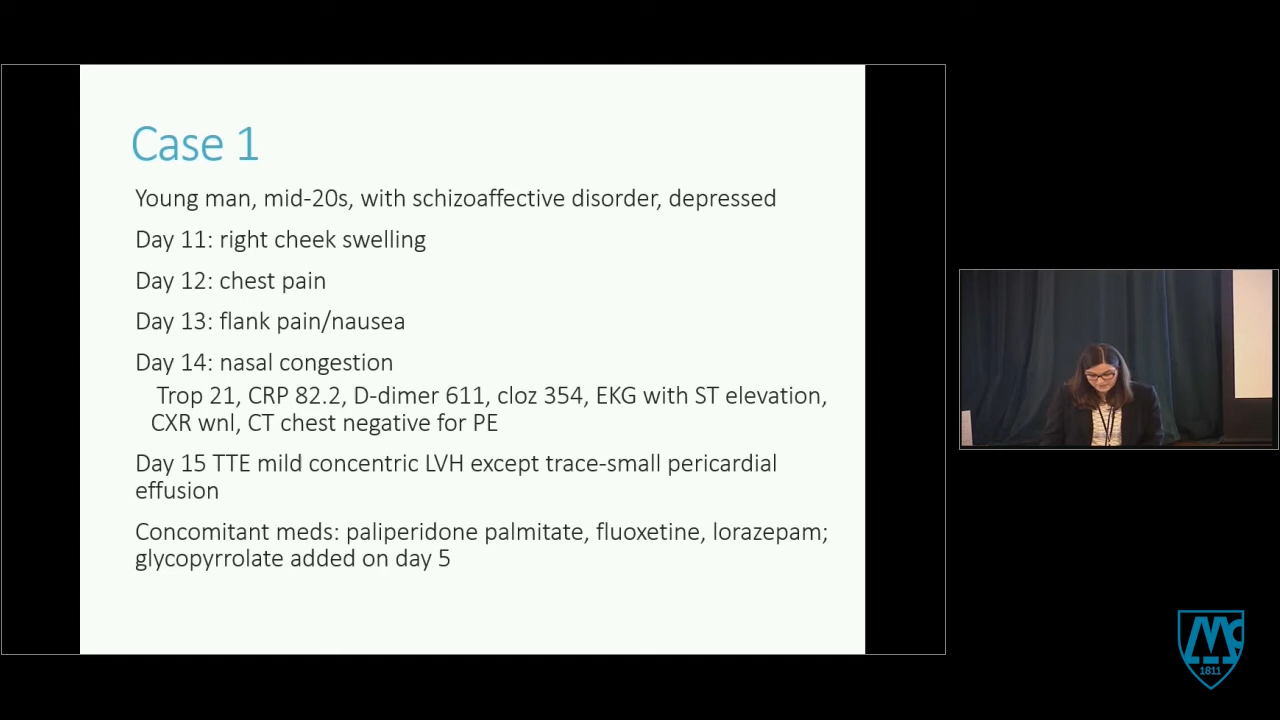 Case 1
Young man, mid-20s, with schizoaffective disorder, depressed
Day 11: right cheek swelling
Day 12: chest pain
Day 13: flank pain/nausea
Day 14: nasal congestion
Trop 21, CRP 82.2, D-dimer 611, cloz 354, EKG with ST elevation,
CXR wnl, CT chest negative for PE
Day 15 TTE mild concentric LVH except trace-small pericardial
effusion
Concomitant meds: paliperidone palmitate, fluoxetine, lorazepam;
glycopyrrolate added on day 5
1811